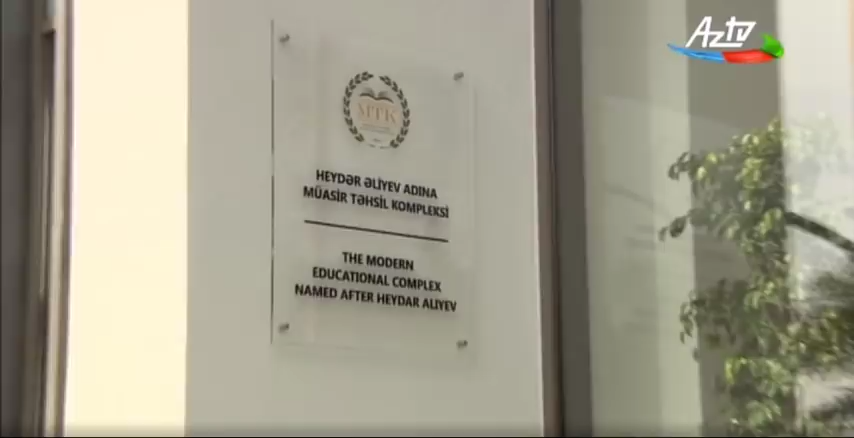 AZTV
MTK
HEYDƏR ƏLİYEV ADINA
MÜASİR TƏHSİL KOMPLEKSİ
THE MODERN
EDUCATIONAL COMPLEX
NAMED AFTER HEYDAR ALIYEV